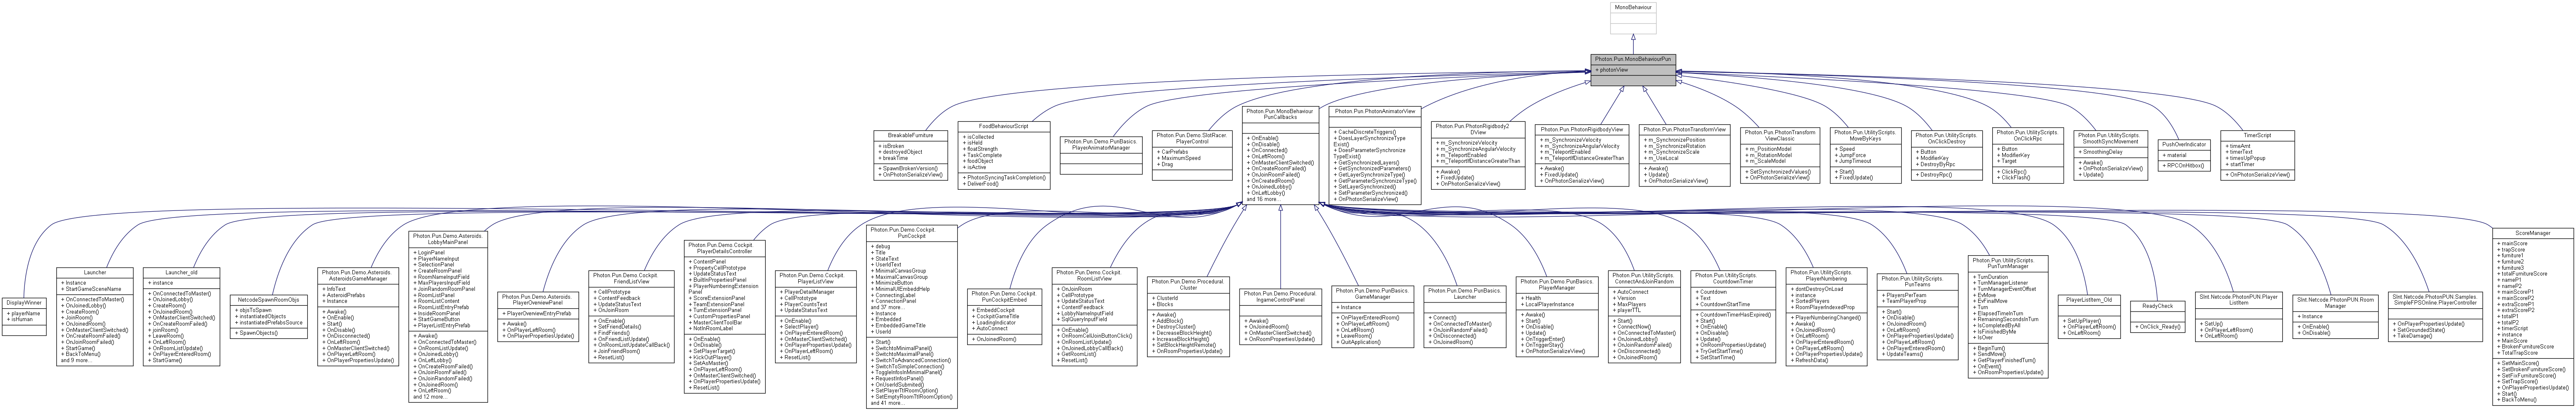 MonoBehaviour
Photon.Pun.MonoBehaviourPun
+ photonView
BreakableFurniture
+ isBroken
+ destroyedObject
+ breakTime
+ SpawnBrokenVersion()
+ OnPhotonSerializeView()
FoodBehaviourScript
+ isCollected
+ isHeld
+ floatStrength
+ TaskComplete
+ foodObject
+ isActive
+ PhotonSyncingTaskCompletion()
+ DeliverFood()
Photon.Pun.Demo.PunBasics.
PlayerAnimatorManager
Photon.Pun.Demo.SlotRacer.
PlayerControl
+ CarPrefabs
+ MaximumSpeed
+ Drag
Photon.Pun.MonoBehaviour
PunCallbacks
+ OnEnable()
+ OnDisable()
+ OnConnected()
+ OnLeftRoom()
+ OnMasterClientSwitched()
+ OnCreateRoomFailed()
+ OnJoinRoomFailed()
+ OnCreatedRoom()
+ OnJoinedLobby()
+ OnLeftLobby()
and 16 more...
Photon.Pun.PhotonAnimatorView
+ CacheDiscreteTriggers()
+ DoesLayerSynchronizeType
Exist()
+ DoesParameterSynchronize
TypeExist()
+ GetSynchronizedLayers()
+ GetSynchronizedParameters()
+ GetLayerSynchronizeType()
+ GetParameterSynchronizeType()
+ SetLayerSynchronized()
+ SetParameterSynchronized()
+ OnPhotonSerializeView()
Photon.Pun.PhotonRigidbody2
DView
+ m_SynchronizeVelocity
+ m_SynchronizeAngularVelocity
+ m_TeleportEnabled
+ m_TeleportIfDistanceGreaterThan
+ Awake()
+ FixedUpdate()
+ OnPhotonSerializeView()
Photon.Pun.PhotonRigidbodyView
+ m_SynchronizeVelocity
+ m_SynchronizeAngularVelocity
+ m_TeleportEnabled
+ m_TeleportIfDistanceGreaterThan
+ Awake()
+ FixedUpdate()
+ OnPhotonSerializeView()
Photon.Pun.PhotonTransformView
+ m_SynchronizePosition
+ m_SynchronizeRotation
+ m_SynchronizeScale
+ m_UseLocal
+ Awake()
+ Update()
+ OnPhotonSerializeView()
Photon.Pun.PhotonTransform
ViewClassic
+ m_PositionModel
+ m_RotationModel
+ m_ScaleModel
+ SetSynchronizedValues()
+ OnPhotonSerializeView()
Photon.Pun.UtilityScripts.
MoveByKeys
+ Speed
+ JumpForce
+ JumpTimeout
+ Start()
+ FixedUpdate()
Photon.Pun.UtilityScripts.
OnClickDestroy
+ Button
+ ModifierKey
+ DestroyByRpc
+ DestroyRpc()
Photon.Pun.UtilityScripts.
OnClickRpc
+ Button
+ ModifierKey
+ Target
+ ClickRpc()
+ ClickFlash()
Photon.Pun.UtilityScripts.
SmoothSyncMovement
+ SmoothingDelay
+ Awake()
+ OnPhotonSerializeView()
+ Update()
PushOverIndicator
+ material
+ RPCOnHitbox()
TimerScript
+ timeAmt
+ timerText
+ timesUpPopup
+ startTimer
+ OnPhotonSerializeView()
DisplayWinner
+ playerName
+ isHuman
Launcher
+ Instance
+ StartGameSceneName
+ OnConnectedToMaster()
+ OnJoinedLobby()
+ CreateRoom()
+ JoinRoom()
+ OnJoinedRoom()
+ OnMasterClientSwitched()
+ OnCreateRoomFailed()
+ OnJoinRoomFailed()
+ StartGame()
+ BackToMenu()
and 9 more...
Launcher_old
+ instance
+ OnConnectedToMaster()
+ OnJoinedLobby()
+ CreateRoom()
+ OnJoinedRoom()
+ OnMasterClientSwitched()
+ OnCreateRoomFailed()
+ joinRoom()
+ LeaveRoom()
+ OnLeftRoom()
+ OnRoomListUpdate()
+ OnPlayerEnteredRoom()
+ StartGame()
NetcodeSpawnRoomObjs
+ objsToSpawn
+ instantiatedObjects
+ instantiatedPrefabsSource
+ SpawnObjects()
Photon.Pun.Demo.Asteroids.
AsteroidsGameManager
+ InfoText
+ AsteroidPrefabs
+ Instance
+ Awake()
+ OnEnable()
+ Start()
+ OnDisable()
+ OnDisconnected()
+ OnLeftRoom()
+ OnMasterClientSwitched()
+ OnPlayerLeftRoom()
+ OnPlayerPropertiesUpdate()
Photon.Pun.Demo.Asteroids.
LobbyMainPanel
+ LoginPanel
+ PlayerNameInput
+ SelectionPanel
+ CreateRoomPanel
+ RoomNameInputField
+ MaxPlayersInputField
+ JoinRandomRoomPanel
+ RoomListPanel
+ RoomListContent
+ RoomListEntryPrefab
+ InsideRoomPanel
+ StartGameButton
+ PlayerListEntryPrefab
+ Awake()
+ OnConnectedToMaster()
+ OnRoomListUpdate()
+ OnJoinedLobby()
+ OnLeftLobby()
+ OnCreateRoomFailed()
+ OnJoinRoomFailed()
+ OnJoinRandomFailed()
+ OnJoinedRoom()
+ OnLeftRoom()
and 12 more...
Photon.Pun.Demo.Asteroids.
PlayerOverviewPanel
+ PlayerOverviewEntryPrefab
+ Awake()
+ OnPlayerLeftRoom()
+ OnPlayerPropertiesUpdate()
Photon.Pun.Demo.Cockpit.
FriendListView
+ CellPrototype
+ ContentFeedback
+ UpdateStatusText
+ OnJoinRoom
+ OnEnable()
+ SetFriendDetails()
+ FindFriends()
+ OnFriendListUpdate()
+ OnRoomListUpdateCallBack()
+ JoinFriendRoom()
+ ResetList()
Photon.Pun.Demo.Cockpit.
PlayerDetailsController
+ ContentPanel
+ PropertyCellPrototype
+ UpdateStatusText
+ BuiltInPropertiesPanel
+ PlayerNumberingExtension
Panel
+ ScoreExtensionPanel
+ TeamExtensionPanel
+ TurnExtensionPanel
+ CustomPropertiesPanel
+ MasterClientToolBar
+ NotInRoomLabel
+ OnEnable()
+ OnDisable()
+ SetPlayerTarget()
+ KickOutPlayer()
+ SetAsMaster()
+ OnPlayerLeftRoom()
+ OnMasterClientSwitched()
+ OnPlayerPropertiesUpdate()
+ ResetList()
Photon.Pun.Demo.Cockpit.
PlayerListView
+ PlayerDetailManager
+ CellPrototype
+ PlayerCountsText
+ UpdateStatusText
+ OnEnable()
+ SelectPlayer()
+ OnPlayerEnteredRoom()
+ OnMasterClientSwitched()
+ OnPlayerPropertiesUpdate()
+ OnPlayerLeftRoom()
+ ResetList()
Photon.Pun.Demo.Cockpit.
PunCockpit
+ debug
+ Title
+ StateText
+ UserIdText
+ MinimalCanvasGroup
+ MaximalCanvasGroup
+ MinimizeButton
+ MinimalUIEmbeddHelp
+ ConnectingLabel
+ ConnectionPanel
and 37 more...
+ Instance
+ Embedded
+ EmbeddedGameTitle
+ UserId
+ Start()
+ SwitchtoMinimalPanel()
+ SwitchtoMaximalPanel()
+ SwitchToAdvancedConnection()
+ SwitchToSimpleConnection()
+ ToggleInfosInMinimalPanel()
+ RequestInfosPanel()
+ OnUserIdSubmited()
+ SetPlayerTtlRoomOption()
+ SetEmptyRoomTtlRoomOption()
and 41 more...
Photon.Pun.Demo.Cockpit.
PunCockpitEmbed
+ EmbeddCockpit
+ CockpitGameTitle
+ LoadingIndicator
+ AutoConnect
+ OnJoinedRoom()
Photon.Pun.Demo.Cockpit.
RoomListView
+ OnJoinRoom
+ CellPrototype
+ UpdateStatusText
+ ContentFeedback
+ LobbyNameInputField
+ SqlQueryInputField
+ OnEnable()
+ OnRoomCellJoinButtonClick()
+ OnRoomListUpdate()
+ OnJoinedLobbyCallBack()
+ GetRoomList()
+ ResetList()
Photon.Pun.Demo.Procedural.
Cluster
+ ClusterId
+ Blocks
+ Awake()
+ AddBlock()
+ DestroyCluster()
+ DecreaseBlockHeight()
+ IncreaseBlockHeight()
+ SetBlockHeightRemote()
+ OnRoomPropertiesUpdate()
Photon.Pun.Demo.Procedural.
IngameControlPanel
+ Awake()
+ OnJoinedRoom()
+ OnMasterClientSwitched()
+ OnRoomPropertiesUpdate()
Photon.Pun.Demo.PunBasics.
GameManager
+ Instance
+ OnPlayerEnteredRoom()
+ OnPlayerLeftRoom()
+ OnLeftRoom()
+ LeaveRoom()
+ QuitApplication()
Photon.Pun.Demo.PunBasics.
Launcher
+ Connect()
+ OnConnectedToMaster()
+ OnJoinRandomFailed()
+ OnDisconnected()
+ OnJoinedRoom()
Photon.Pun.Demo.PunBasics.
PlayerManager
+ Health
+ LocalPlayerInstance
+ Awake()
+ Start()
+ OnDisable()
+ Update()
+ OnTriggerEnter()
+ OnTriggerStay()
+ OnPhotonSerializeView()
Photon.Pun.UtilityScripts.
ConnectAndJoinRandom
+ AutoConnect
+ Version
+ MaxPlayers
+ playerTTL
+ Start()
+ ConnectNow()
+ OnConnectedToMaster()
+ OnJoinedLobby()
+ OnJoinRandomFailed()
+ OnDisconnected()
+ OnJoinedRoom()
Photon.Pun.UtilityScripts.
CountdownTimer
+ Countdown
+ Text
+ CountdownStartTime
+ CountdownTimerHasExpired()
+ Start()
+ OnEnable()
+ OnDisable()
+ Update()
+ OnRoomPropertiesUpdate()
+ TryGetStartTime()
+ SetStartTime()
Photon.Pun.UtilityScripts.
PlayerNumbering
+ dontDestroyOnLoad
+ instance
+ SortedPlayers
+ RoomPlayerIndexedProp
+ PlayerNumberingChanged()
+ Awake()
+ OnJoinedRoom()
+ OnLeftRoom()
+ OnPlayerEnteredRoom()
+ OnPlayerLeftRoom()
+ OnPlayerPropertiesUpdate()
+ RefreshData()
Photon.Pun.UtilityScripts.
PunTeams
+ PlayersPerTeam
+ TeamPlayerProp
+ Start()
+ OnDisable()
+ OnJoinedRoom()
+ OnLeftRoom()
+ OnPlayerPropertiesUpdate()
+ OnPlayerLeftRoom()
+ OnPlayerEnteredRoom()
+ UpdateTeams()
Photon.Pun.UtilityScripts.
PunTurnManager
+ TurnDuration
+ TurnManagerListener
+ TurnManagerEventOffset
+ EvMove
+ EvFinalMove
+ Turn
+ ElapsedTimeInTurn
+ RemainingSecondsInTurn
+ IsCompletedByAll
+ IsFinishedByMe
+ IsOver
+ BeginTurn()
+ SendMove()
+ GetPlayerFinishedTurn()
+ OnEvent()
+ OnRoomPropertiesUpdate()
PlayerListItem_Old
+ SetUpPlayer()
+ OnPlayerLeftRoom()
+ OnLeftRoom()
ReadyCheck
+ OnClick_Ready()
SInt.Netcode.PhotonPUN.Player
ListItem
+ SetUp()
+ OnPlayerLeftRoom()
+ OnLeftRoom()
SInt.Netcode.PhotonPUN.Room
Manager
+ Instance
+ OnEnable()
+ OnDisable()
SInt.Netcode.PhotonPUN.Samples.
SimpleFPSOnline.PlayerController
+ OnPlayerPropertiesUpdate()
+ SetGroundedState()
+ TakeDamage()
ScoreManager
+ mainScore
+ trapScore
+ furniture1
+ furniture2
+ furniture3
+ totalFurnitureScore
+ nameP1
+ nameP2
+ mainScoreP1
+ extraScoreP1
+ mainScoreP2
+ extraScoreP2
+ totalP1
+ totalP2
+ timerScript
+ instance
+ MainScore
+ BrokenFurnitureScore
+ TotalTrapScore
+ SetMainScore()
+ SetBrokenFurnitureScore()
+ SetFixFurnitureScore()
+ SetTrapScore()
+ OnPlayerPropertiesUpdate()
+ Start()
+ BackToMenu()